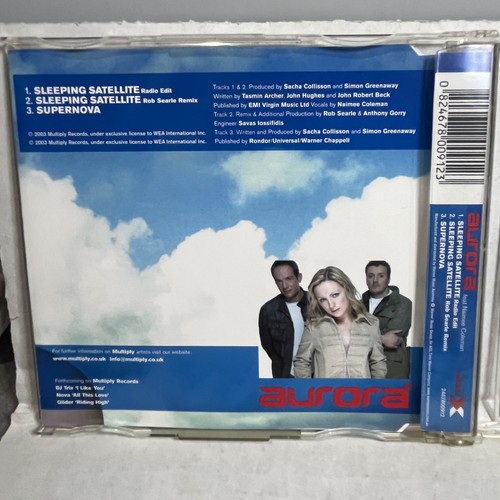 1. SLEEPING SATELLITE Radio Edit
2. SLEEPING SATELLITE Rob Searle Remix
3. SUPERNOVA
℗ 2003 Multiply Records, under exclusive license to WEA International Inc.
© 2003 Multiply Records, under exclusive license to WEA International Inc.
Tracks 1 & 2. Produced by Sacha Collisson and Simon Greenaway
Written by Tasmin Archer, John Hughes and John Robert Beck
Published by EMI Virgin Music Ltd Vocals by Naimee Coleman
Track 2. Remix & Additional Production by Rob Searle & Anthony Gorry
Engineer Savas Iossifidis
Track 3. Written and Produced by Sacha Collisson and Simon Greenaway
Published by Rondor/Universal/Warner Chappell
For further information on Multiply artists visit our website:
www.multiply.co.uk info@multiply.co.uk
Forthcoming on Multiply Records
DJ Trix 'I Like You'
Nova 'All This Love'
Glider 'Riding High'
aurora
0 824678 009123
aurora feat Naimee Coleman
1. SLEEPING SATELLITE Radio Edit
2. SLEEPING SATELLITE Rob Searle Remix
3. SUPERNOVA